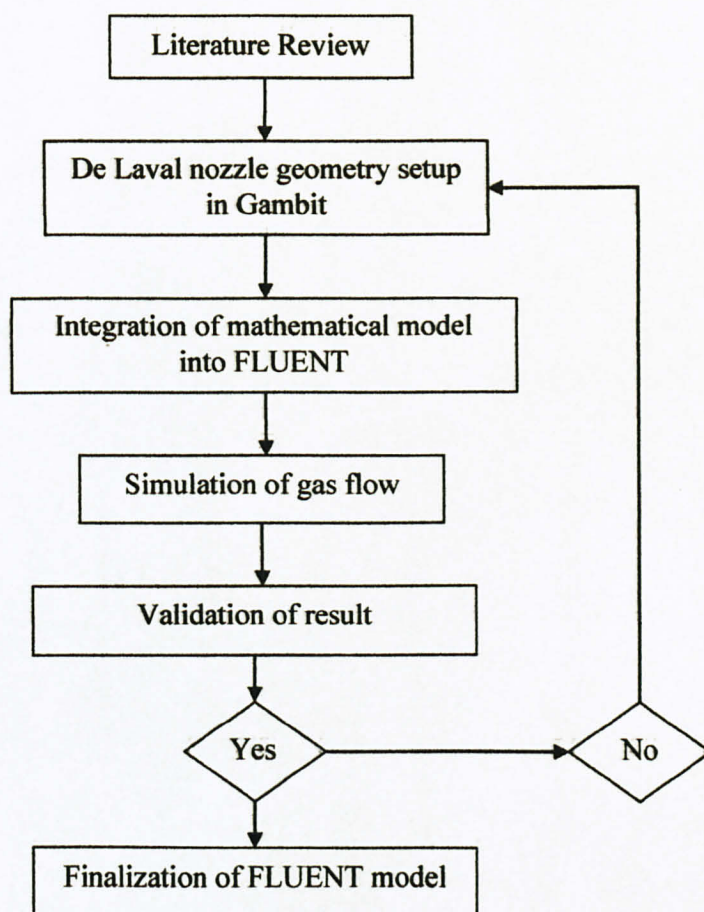 Literature Review
De Laval nozzle geometry setup
in Gambit
Integration of mathematical model
into FLUENT
Simulation of gas flow
Validation of result
Yes
No
Finalization of FLUENT model